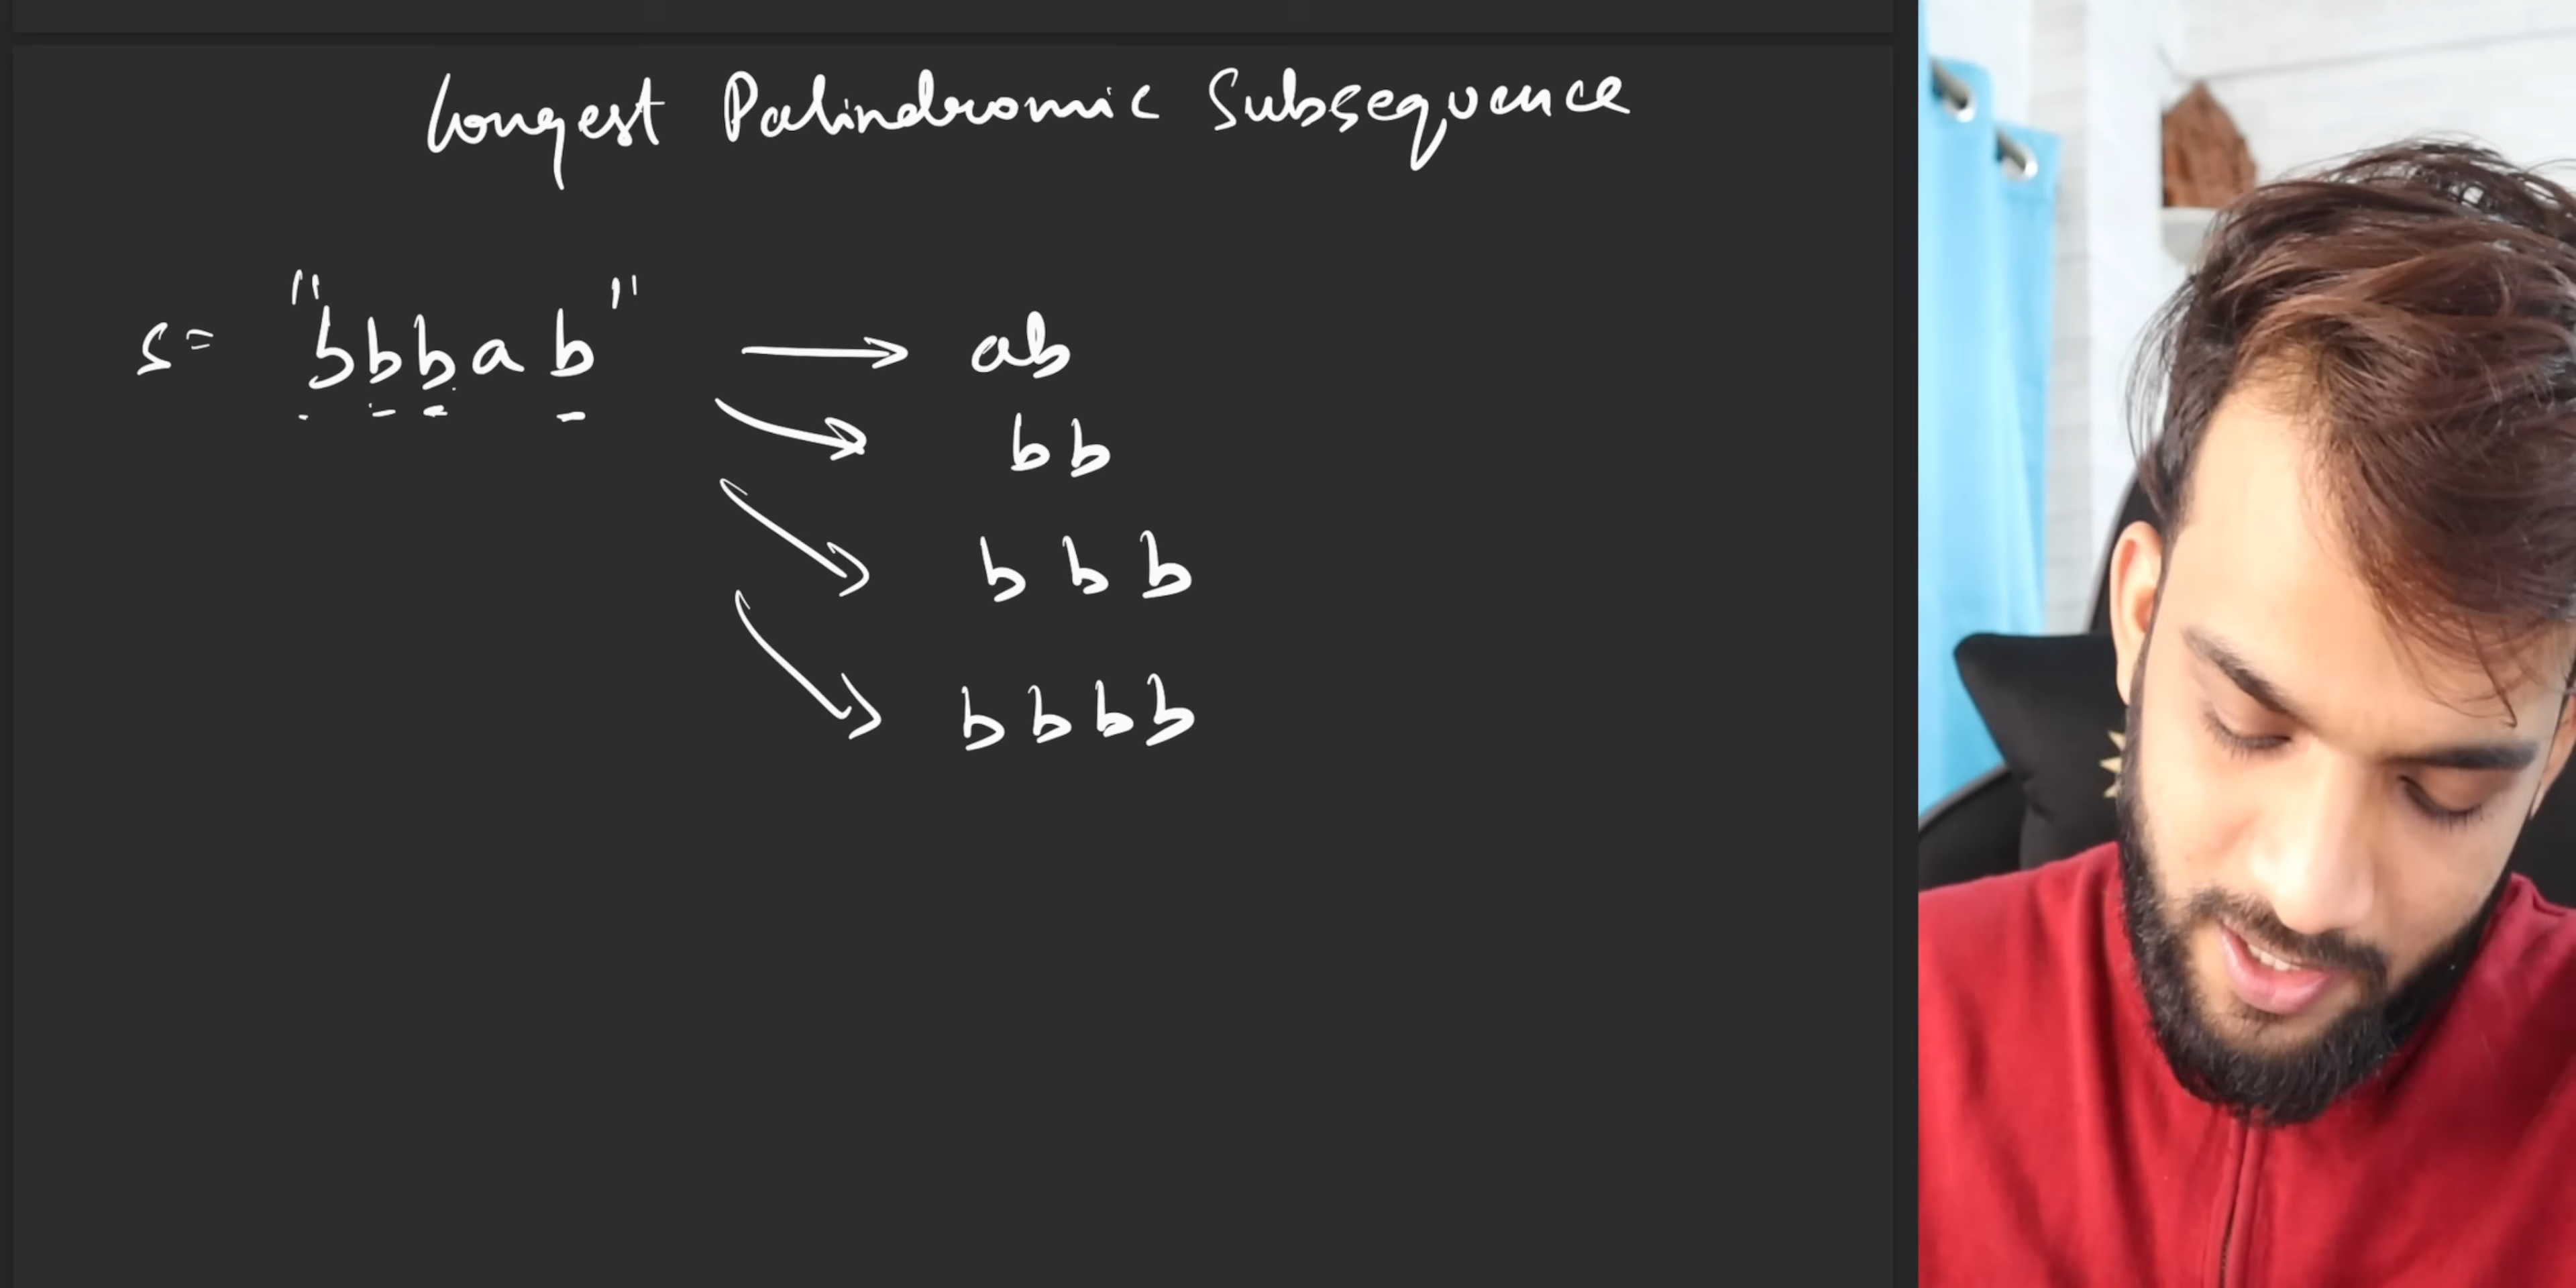 Longest Palindromic Subsequence
s = "bbbab" → ab
bb
bbb
bbbb